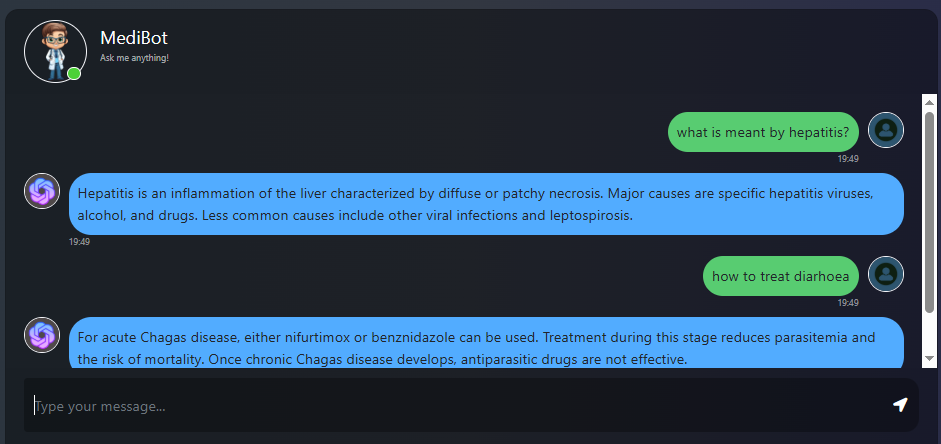 MediBot
Ask me anything!
what is meant by hepatitis?
19:49
Hepatitis is an inflammation of the liver characterized by diffuse or patchy necrosis. Major causes are specific hepatitis viruses,
alcohol, and drugs. Less common causes include other viral infections and leptospirosis.
19:49
how to treat diarhoea
19:49
For acute Chagas disease, either nifurtimox or benznidazole can be used. Treatment during this stage reduces parasitemia and
the risk of mortality. Once chronic Chagas disease develops, antiparasitic drugs are not effective.
Type your message...